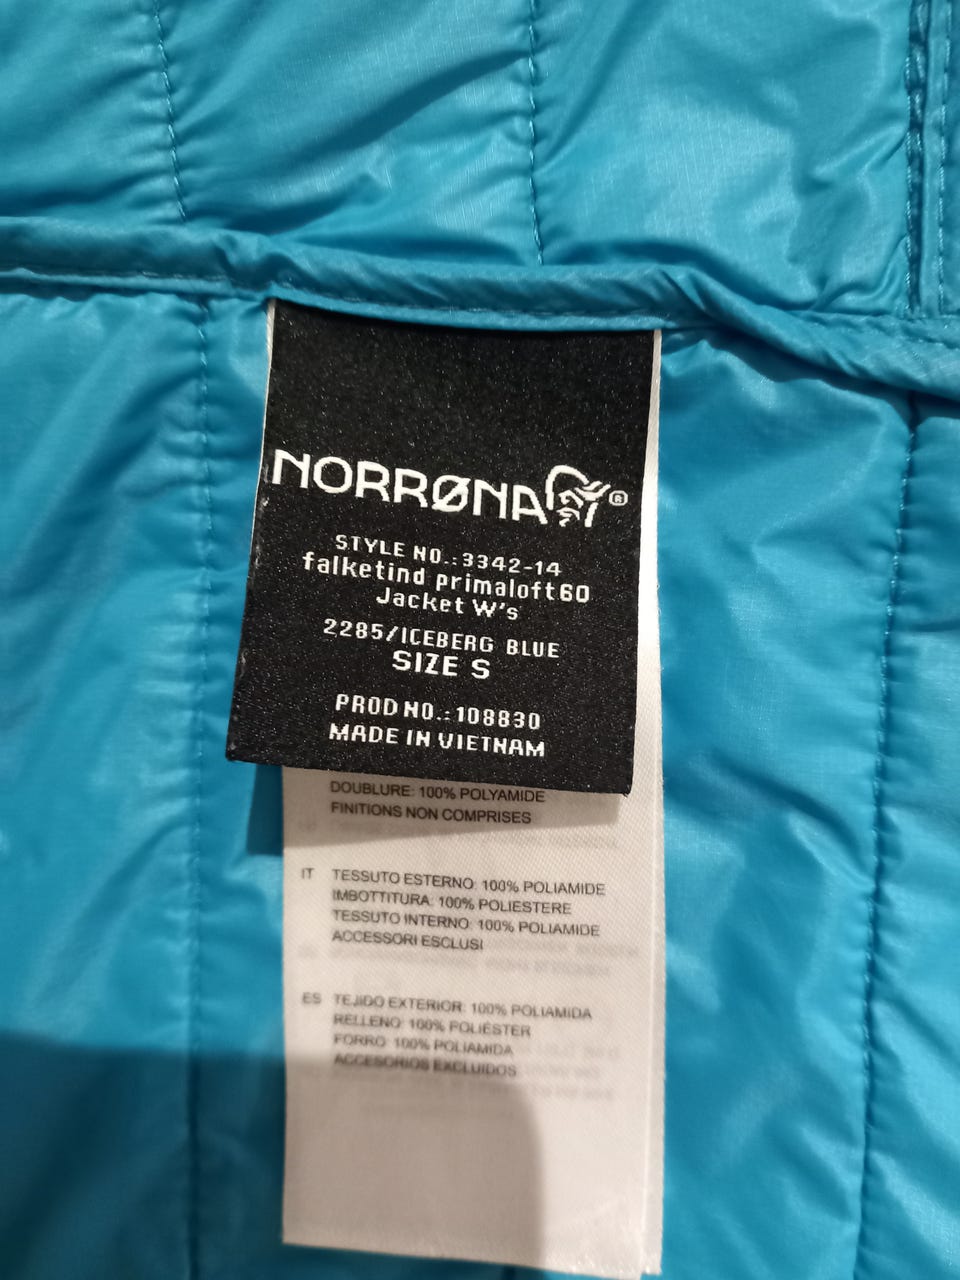 NORRØNA®
STYLE NO.:3342-14
falketind primaloft60
Jacket W's
2285/ICEBERG BLUE
SIZE S
PROD NO.:108830
MADE IN VIETNAM
DOUBLURE: 100% POLYAMIDE
FINITIONS NON COMPRISES
IT TESSUTO ESTERNO: 100% POLIAMIDE
IMBOTTITURA: 100% POLIESTERE
TESSUTO INTERNO: 100% POLIAMIDE
ACCESSORI ESCLUSI
ES TEJIDO EXTERIOR: 100% POLIAMIDA
RELLENO: 100% POLIÉSTER
FORRO: 100% POLIAMIDA
ACCESORIOS EXCLUIDOS